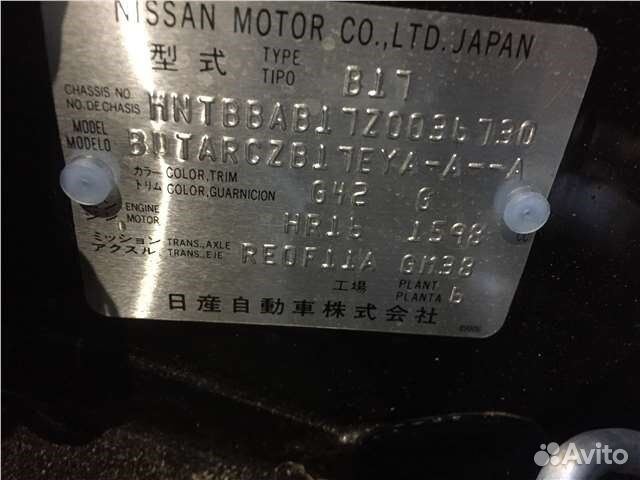 NISSAN MOTOR CO.,LTD. JAPAN
型式 TYPE TIPO B17
CHASSIS NO. NO. DE CHASIS HNTBBAB17Z0036730
MODEL MODELO BDTARCZB17EYA-A--A
カラー トリム COLOR,TRIM COLOR,GUARNICION G42 G
ENGINE MOTOR HR16 1598 cc
ミッション アクスル TRANS.,AXLE TRANS.,EJE RE0F11A GM38
工場 PLANT PLANTA 6
日産自動車株式会社
Avito